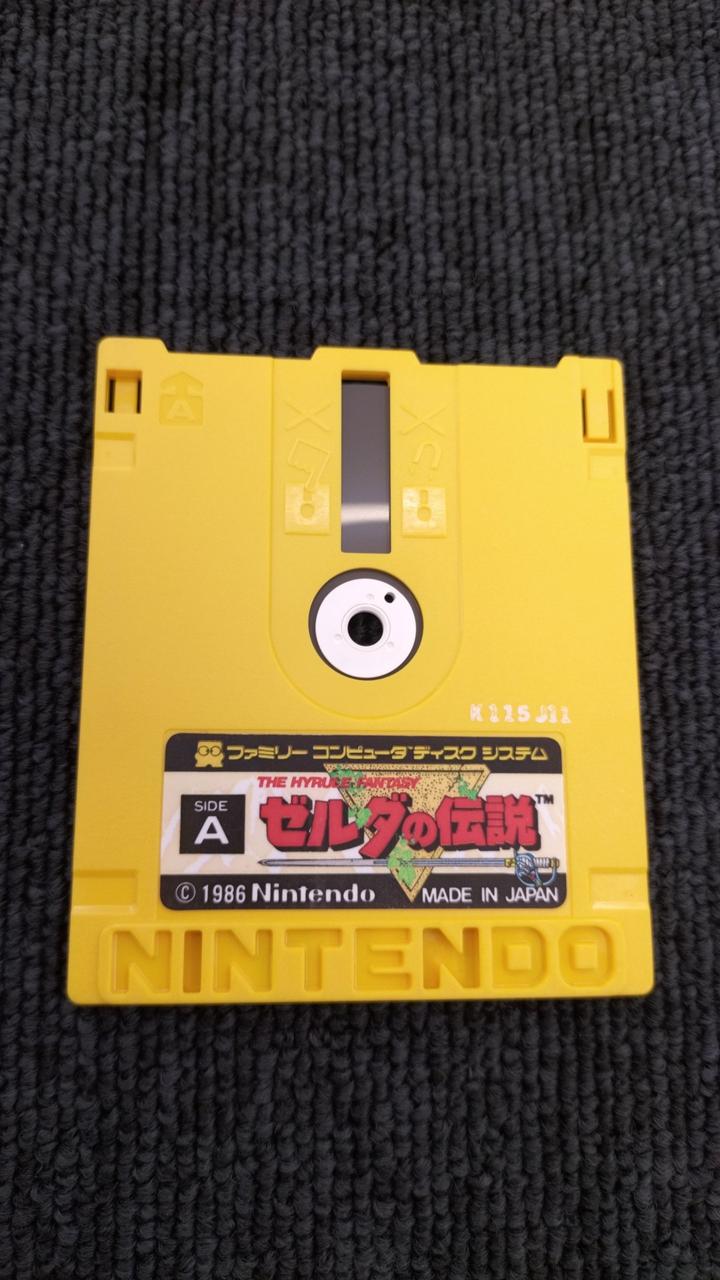 A
K115J11
ファミリー コンピュータ ディスク システム
THE HYRULE FANTASY
SIDE
A
ゼルダの伝説™
© 1986 Nintendo
MADE IN JAPAN
NINTENDO